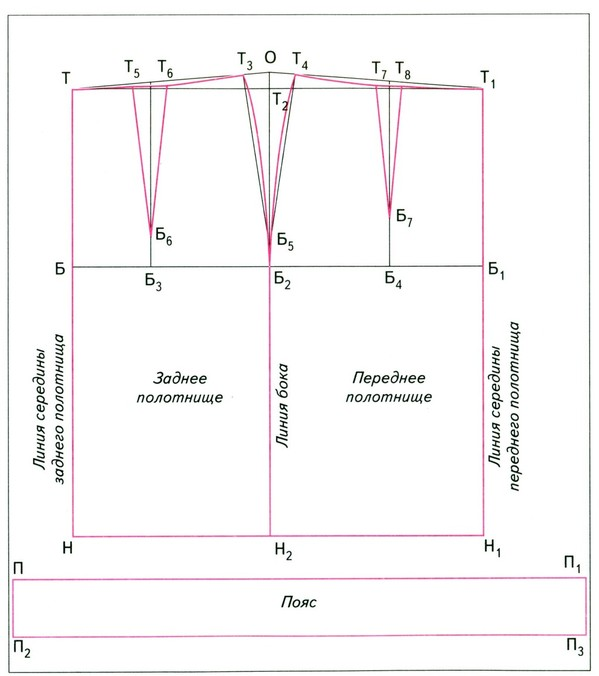 Т Т5 Т6 Т3 О Т4 Т7 Т8 Т1
Т2
Б6 Б5 Б7
Б Б3 Б2 Б4 Б1
Линия середины
заднего полотнища
Заднее
полотнище
Линия бока
Переднее
полотнище
Линия середины
переднего полотнища
Н Н2 Н1
П П1
Пояс
П2 П3